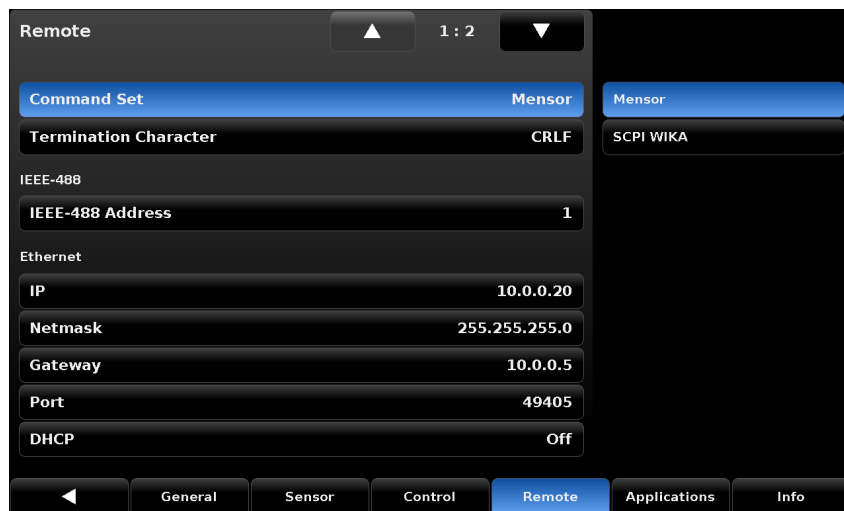 Remote
1 : 2
Command Set Mensor
Mensor
Termination Character CRLF
SCPI WIKA
IEEE-488
IEEE-488 Address 1
Ethernet
IP 10.0.0.20
Netmask 255.255.255.0
Gateway 10.0.0.5
Port 49405
DHCP Off
General Sensor Control Remote Applications Info